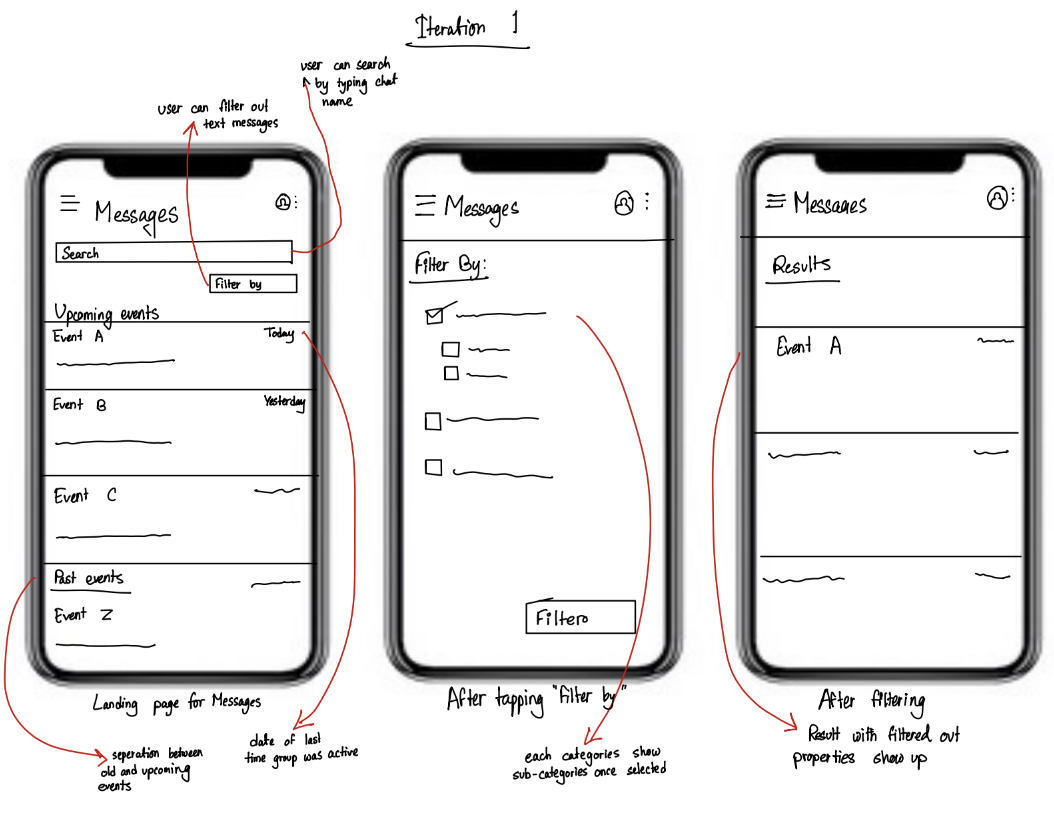 Iteration 1
user can search
by typing chat
name
user can filter out
text messages
Messages
Search
Filter by
Upcoming events
Event A
Today
Event B
Yesterday
Event C
Past events
Event Z
Landing page for Messages
seperation between
old and upcoming
events
date of last
time group was active
Messages
Filter By:
Filtero
After tapping "Filter by"
each categories show
sub-categories once selected
Messages
Results
Event A
After filtering
Result with filtered out
properties show up